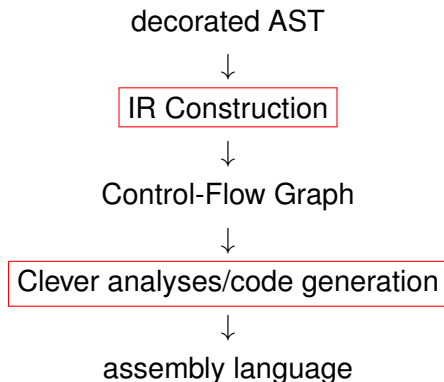 decorated AST
↓
IR Construction
↓
Control-Flow Graph
↓
Clever analyses/code generation
↓
assembly language